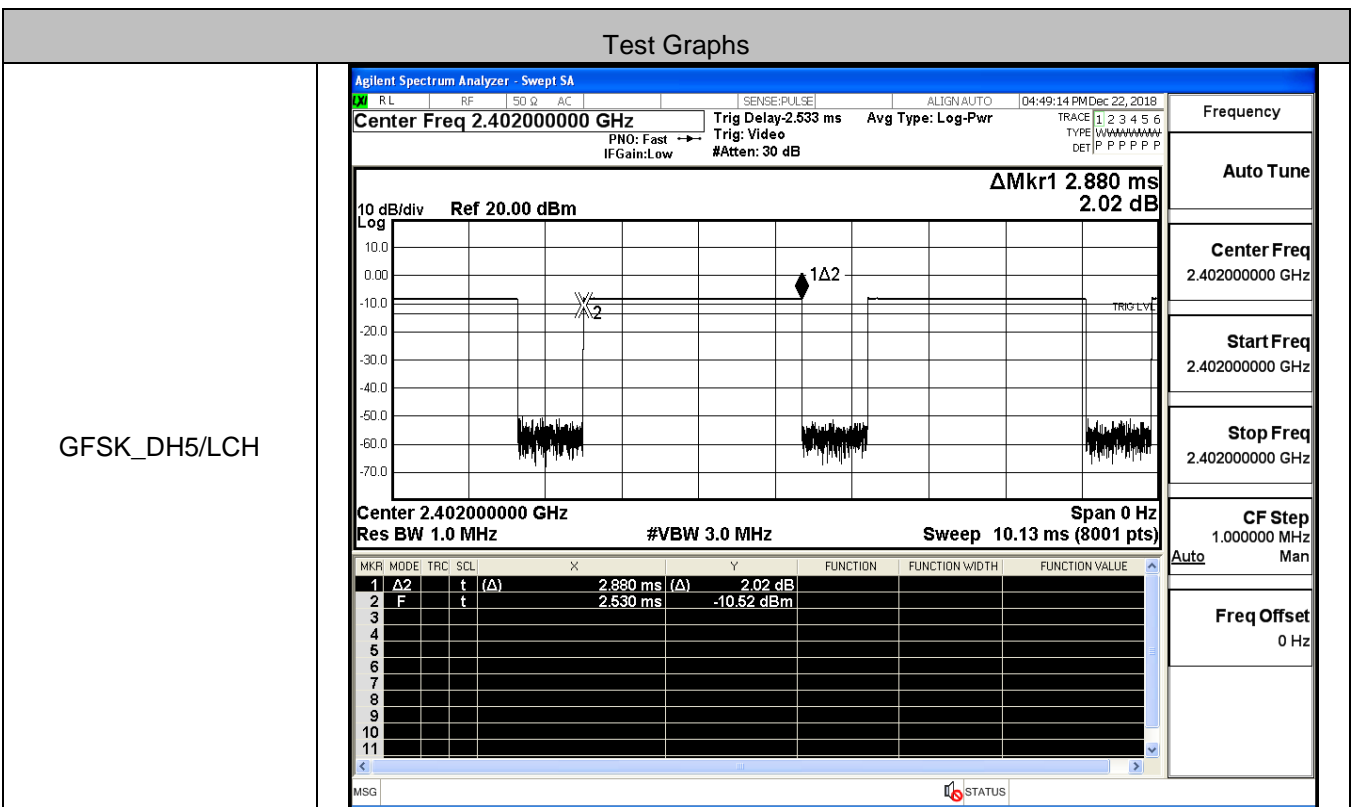 Test Graphs
GFSK_DH5/LCH
Agilent Spectrum Analyzer - Swept SA
LXI RL RF 50 Ω AC SENSE:PULSE ALIGN AUTO 04:49:14 PM Dec 22, 2018
Center Freq 2.402000000 GHz
PNO: Fast
IFGain:Low
Trig Delay-2.533 ms
Trig: Video
#Atten: 30 dB
Avg Type: Log-Pwr
TRACE 1 2 3 4 5 6
TYPE WWWWWW
DET P P P P P P
ΔMkr1 2.880 ms
2.02 dB
10 dB/div Ref 20.00 dBm
Log
10.0
0.00
-10.0
-20.0
-30.0
-40.0
-50.0
-60.0
-70.0
1Δ2
2
TRIG LVL
Center 2.402000000 GHz Span 0 Hz
Res BW 1.0 MHz #VBW 3.0 MHz Sweep 10.13 ms (8001 pts)
MKR MODE TRC SCL X Y FUNCTION FUNCTION WIDTH FUNCTION VALUE
1 Δ2 t (Δ) 2.880 ms (Δ) 2.02 dB
2 F t 2.530 ms -10.52 dBm
3
4
5
6
7
8
9
10
11
MSG STATUS
Frequency
Auto Tune
Center Freq
2.402000000 GHz
Start Freq
2.402000000 GHz
Stop Freq
2.402000000 GHz
CF Step
1.000000 MHz
Auto Man
Freq Offset
0 Hz